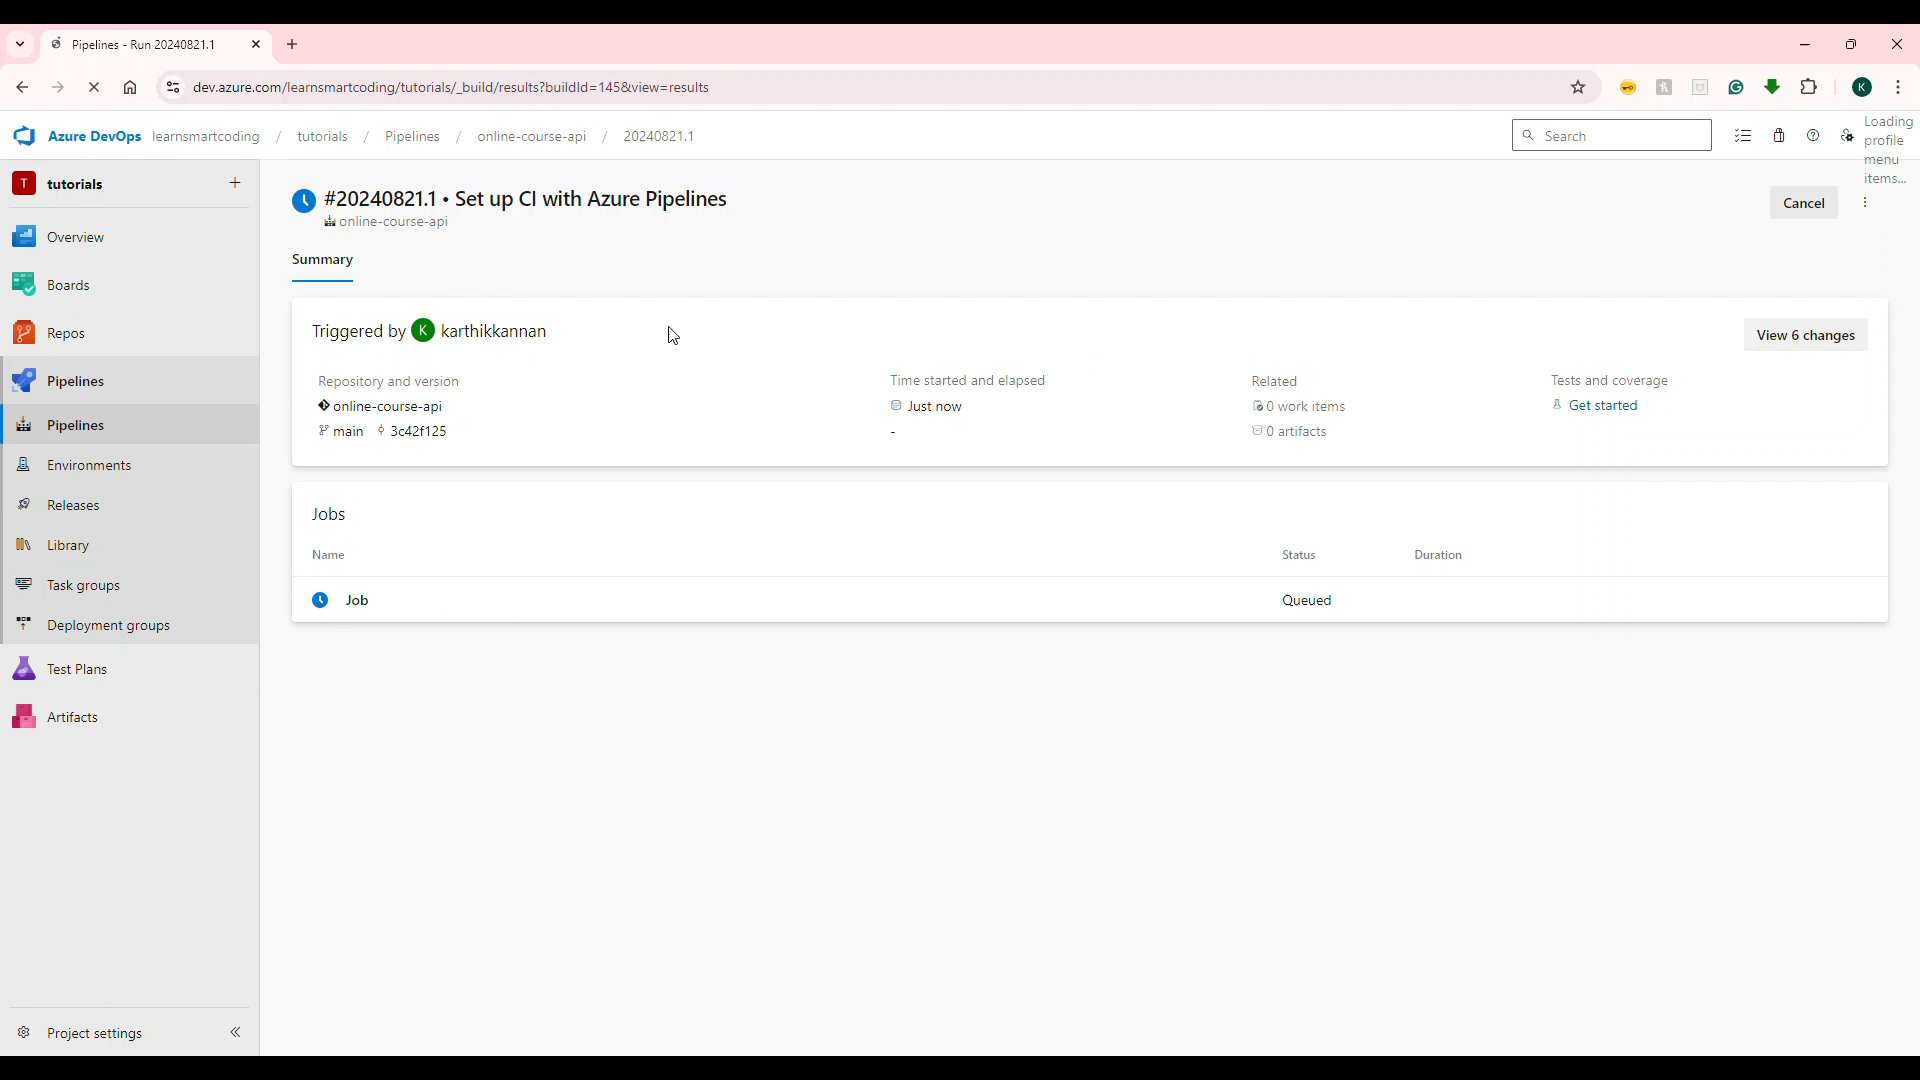 Pipelines - Run 20240821.1
dev.azure.com/learnsmartcoding/tutorials/_build/results?buildId=145&view=results
K
Azure DevOps learnsmartcoding / tutorials / Pipelines / online-course-api / 20240821.1
Search
Loading
profile
menu
items...
T tutorials
Overview
Boards
Repos
Pipelines
Pipelines
Environments
Releases
Library
Task groups
Deployment groups
Test Plans
Artifacts
Project settings
#20240821.1 • Set up CI with Azure Pipelines
online-course-api
Cancel
Summary
Triggered by K karthikkannan
View 6 changes
Repository and version
online-course-api
main 3c42f125
Time started and elapsed
Just now
-
Related
0 work items
0 artifacts
Tests and coverage
Get started
Jobs
Name Status Duration
Job Queued